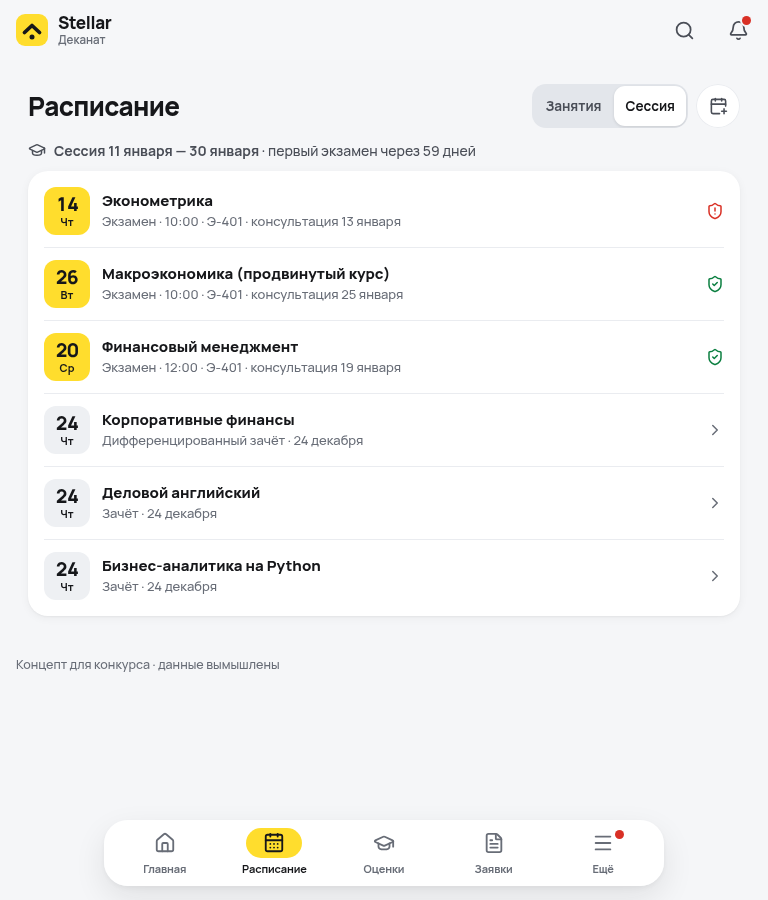 Stellar
Деканат
Расписание
Занятия
Сессия
Сессия 11 января — 30 января · первый экзамен через 59 дней
14
Чт
Эконометрика
Экзамен · 10:00 · Э-401 · консультация 13 января
26
Вт
Макроэкономика (продвинутый курс)
Экзамен · 10:00 · Э-401 · консультация 25 января
20
Ср
Финансовый менеджмент
Экзамен · 12:00 · Э-401 · консультация 19 января
24
Чт
Корпоративные финансы
Дифференцированный зачёт · 24 декабря
24
Чт
Деловой английский
Зачёт · 24 декабря
24
Чт
Бизнес-аналитика на Python
Зачёт · 24 декабря
Концепт для конкурса · данные вымышлены
Главная
Расписание
Оценки
Заявки
Ещё